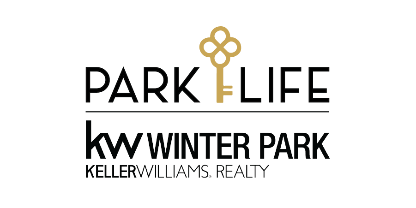 PARK LIFE
kw WINTER PARK
KELLERWILLIAMS. REALTY